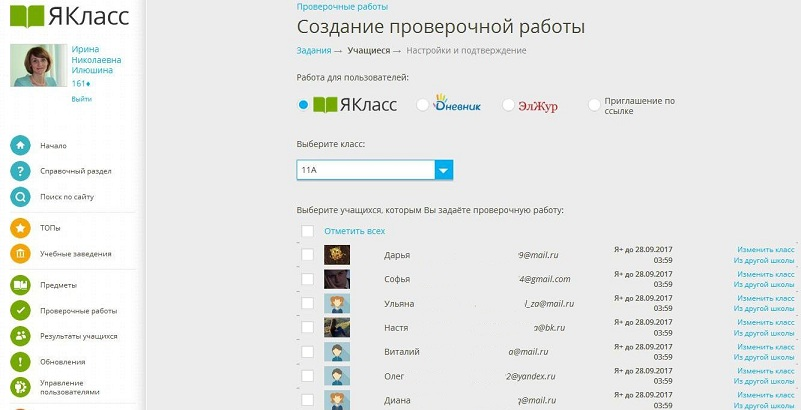 ЯКласс
Ирина
Николаевна
Илюшина
161
Выйти
Начало
Справочный раздел
Поиск по сайту
ТОПы
Учебные заведения
Предметы
Проверочные работы
Результаты учащихся
Обновления
Управление
пользователями
Проверочные работы
Создание проверочной работы
Задания → Учащиеся → Настройки и подтверждение
Работа для пользователей:
ЯКласс Dневник ЭлЖур Приглашение по
ссылке
Выберите класс:
11А
Выберите учащихся, которым Вы задаёте проверочную работу:
Отметить всех
Дарья 9@mail.ru Я+ до 28.09.2017 Изменить класс
03:59 Из другой школы
Софья 4@gmail.com Я+ до 28.09.2017 Изменить класс
03:59 Из другой школы
Ульяна l_za@mail.ru Я+ до 28.09.2017 Изменить класс
03:59 Из другой школы
Настя a@bk.ru Я+ до 28.09.2017 Изменить класс
03:59 Из другой школы
Виталий a@mail.ru Я+ до 28.09.2017 Изменить класс
03:59 Из другой школы
Олег 2@yandex.ru Я+ до 28.09.2017 Изменить класс
03:59 Из другой школы
Диана @mail.ru Я+ до 28.09.2017 Изменить класс
03:59 Из другой школы